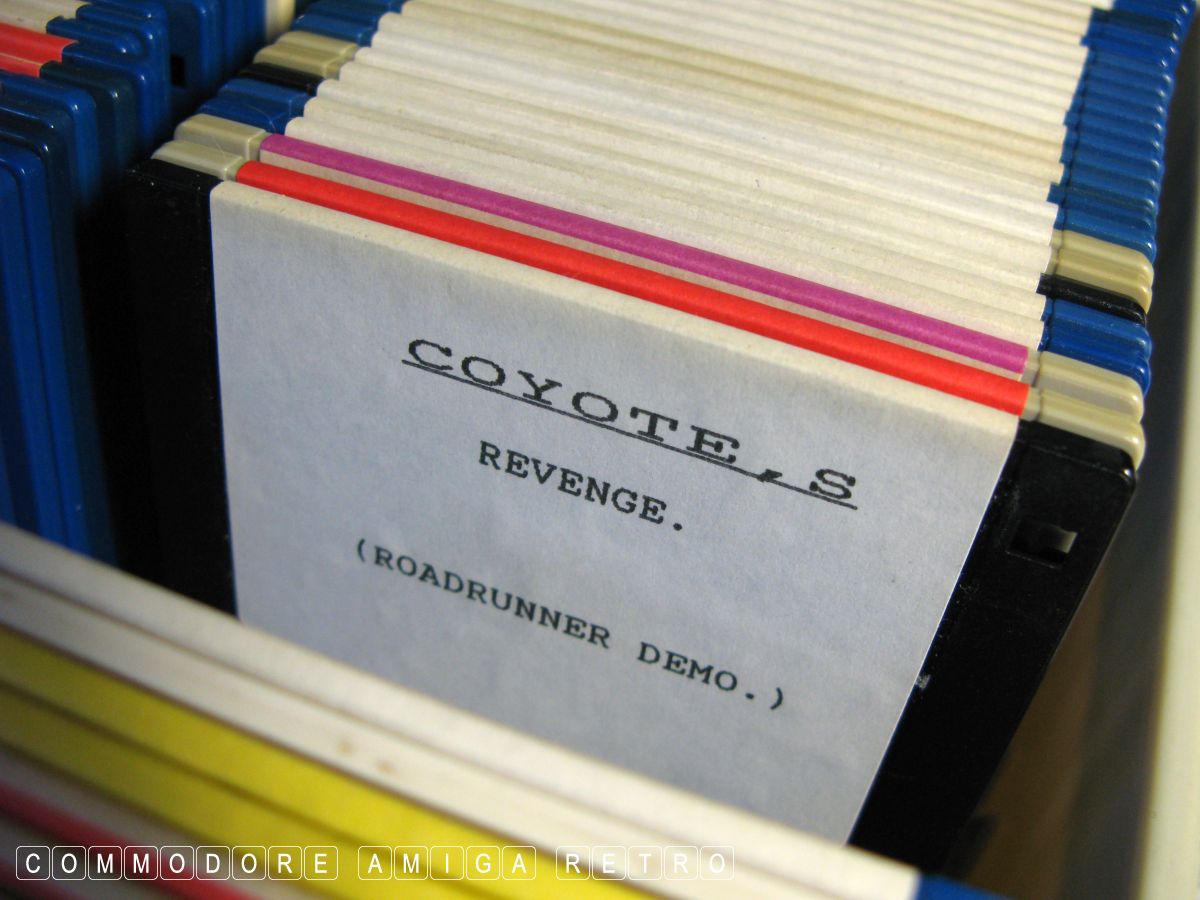 COYOTE,S
REVENGE.
(ROADRUNNER DEMO.)
COMMODORE AMIGA RETRO